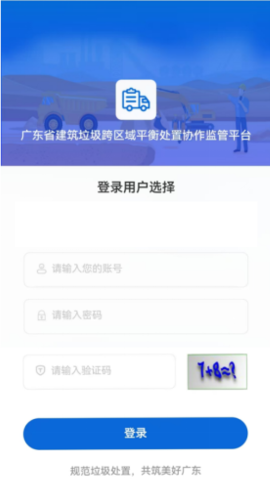 广东省建筑垃圾跨区域平衡处置协作监管平台
登录用户选择
请输入您的账号
请输入密码
请输入验证码
7+8=?
登录
规范垃圾处置，共筑美好广东